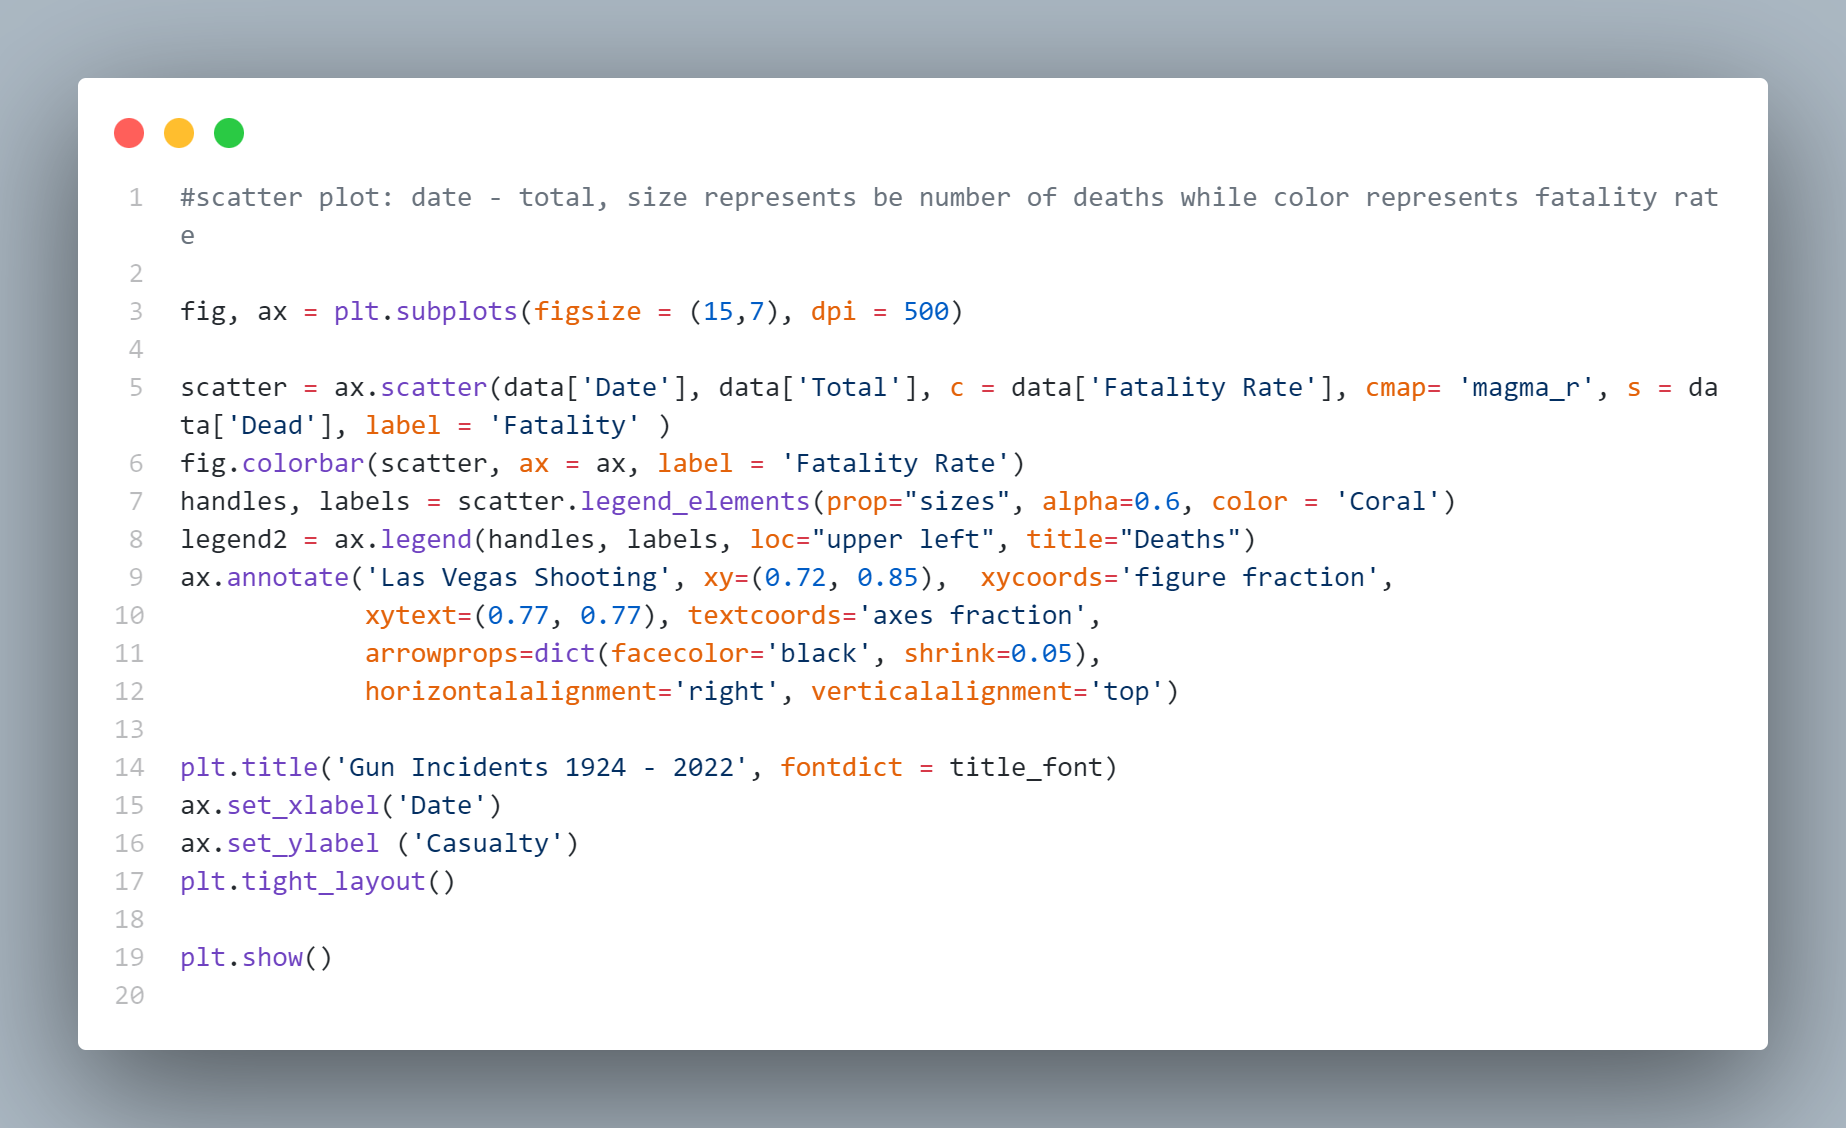 1 #scatter plot: date - total, size represents be number of deaths while color represents fatality rat
e
2
3 fig, ax = plt.subplots(figsize = (15,7), dpi = 500)
4
5 scatter = ax.scatter(data['Date'], data['Total'], c = data['Fatality Rate'], cmap= 'magma_r', s = da
ta['Dead'], label = 'Fatality' )
6 fig.colorbar(scatter, ax = ax, label = 'Fatality Rate')
7 handles, labels = scatter.legend_elements(prop="sizes", alpha=0.6, color = 'Coral')
8 legend2 = ax.legend(handles, labels, loc="upper left", title="Deaths")
9 ax.annotate('Las Vegas Shooting', xy=(0.72, 0.85),  xycoords='figure fraction',
10             xytext=(0.77, 0.77), textcoords='axes fraction',
11             arrowprops=dict(facecolor='black', shrink=0.05),
12             horizontalalignment='right', verticalalignment='top')
13
14 plt.title('Gun Incidents 1924 - 2022', fontdict = title_font)
15 ax.set_xlabel('Date')
16 ax.set_ylabel ('Casualty')
17 plt.tight_layout()
18
19 plt.show()
20